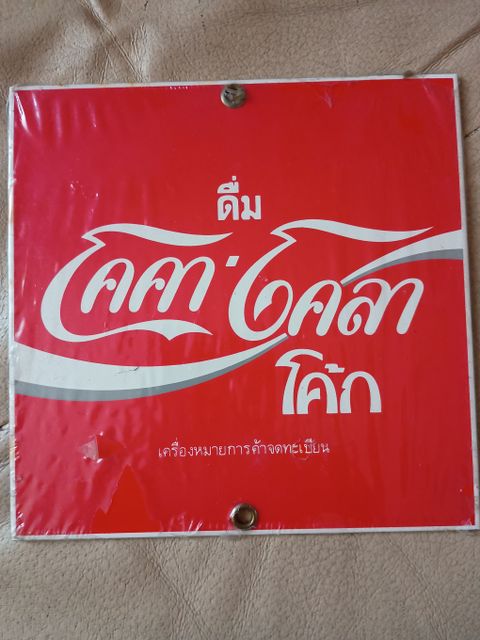 ดื่ม
โคคา-โคลา
โค้ก
เครื่องหมายการค้าจดทะเบียน